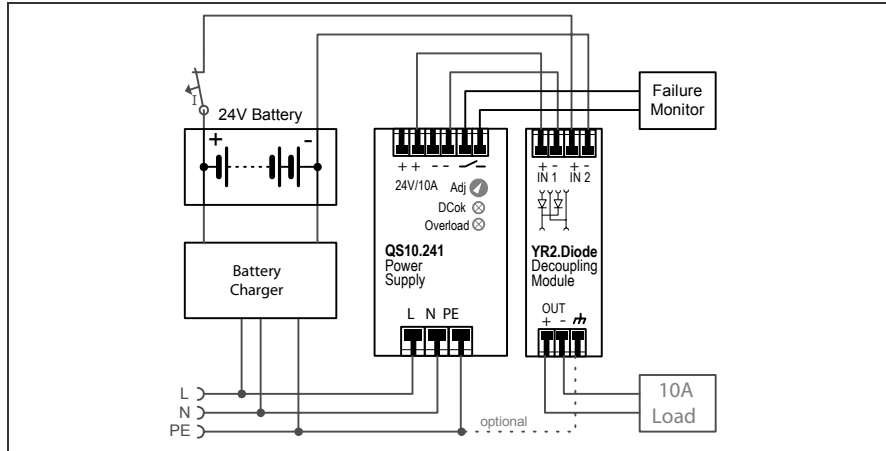 I
24V Battery
+ -
Failure
Monitor
+ + - -
24V/10A Adj
DCok
Overload
QS10.241
Power
Supply
L N PE
+ - + -
IN 1 IN 2
YR2.Diode
Decoupling
Module
OUT
+ -
Battery
Charger
L
N
PE
optional
10A
Load